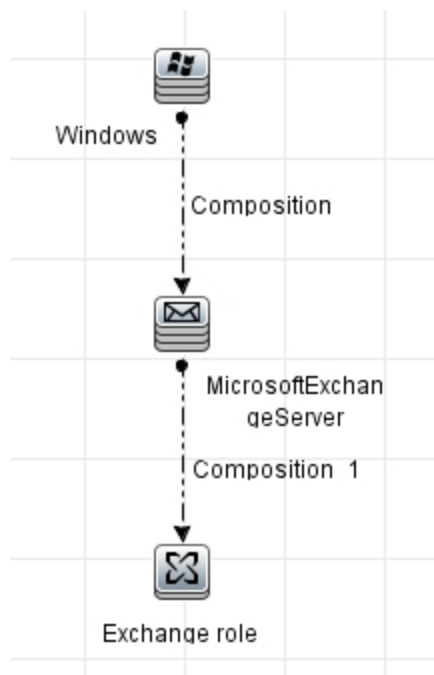 Windows
Composition
MicrosoftExchan
geServer
Composition 1
Exchange role